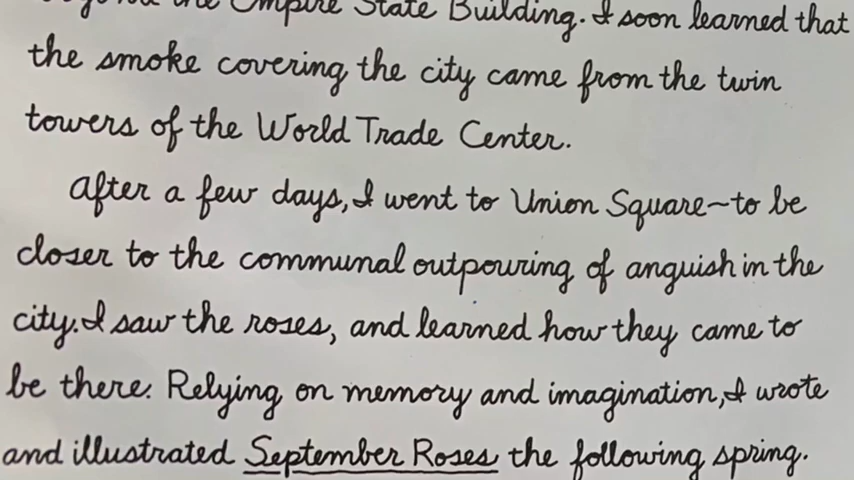 beyond the Empire State Building. I soon learned that
the smoke covering the city came from the twin
towers of the World Trade Center.
After a few days, I went to Union Square~to be
closer to the communal outpouring of anguish in the
city. I saw the roses, and learned how they came to
be there. Relying on memory and imagination, I wrote
and illustrated September Roses the following spring.